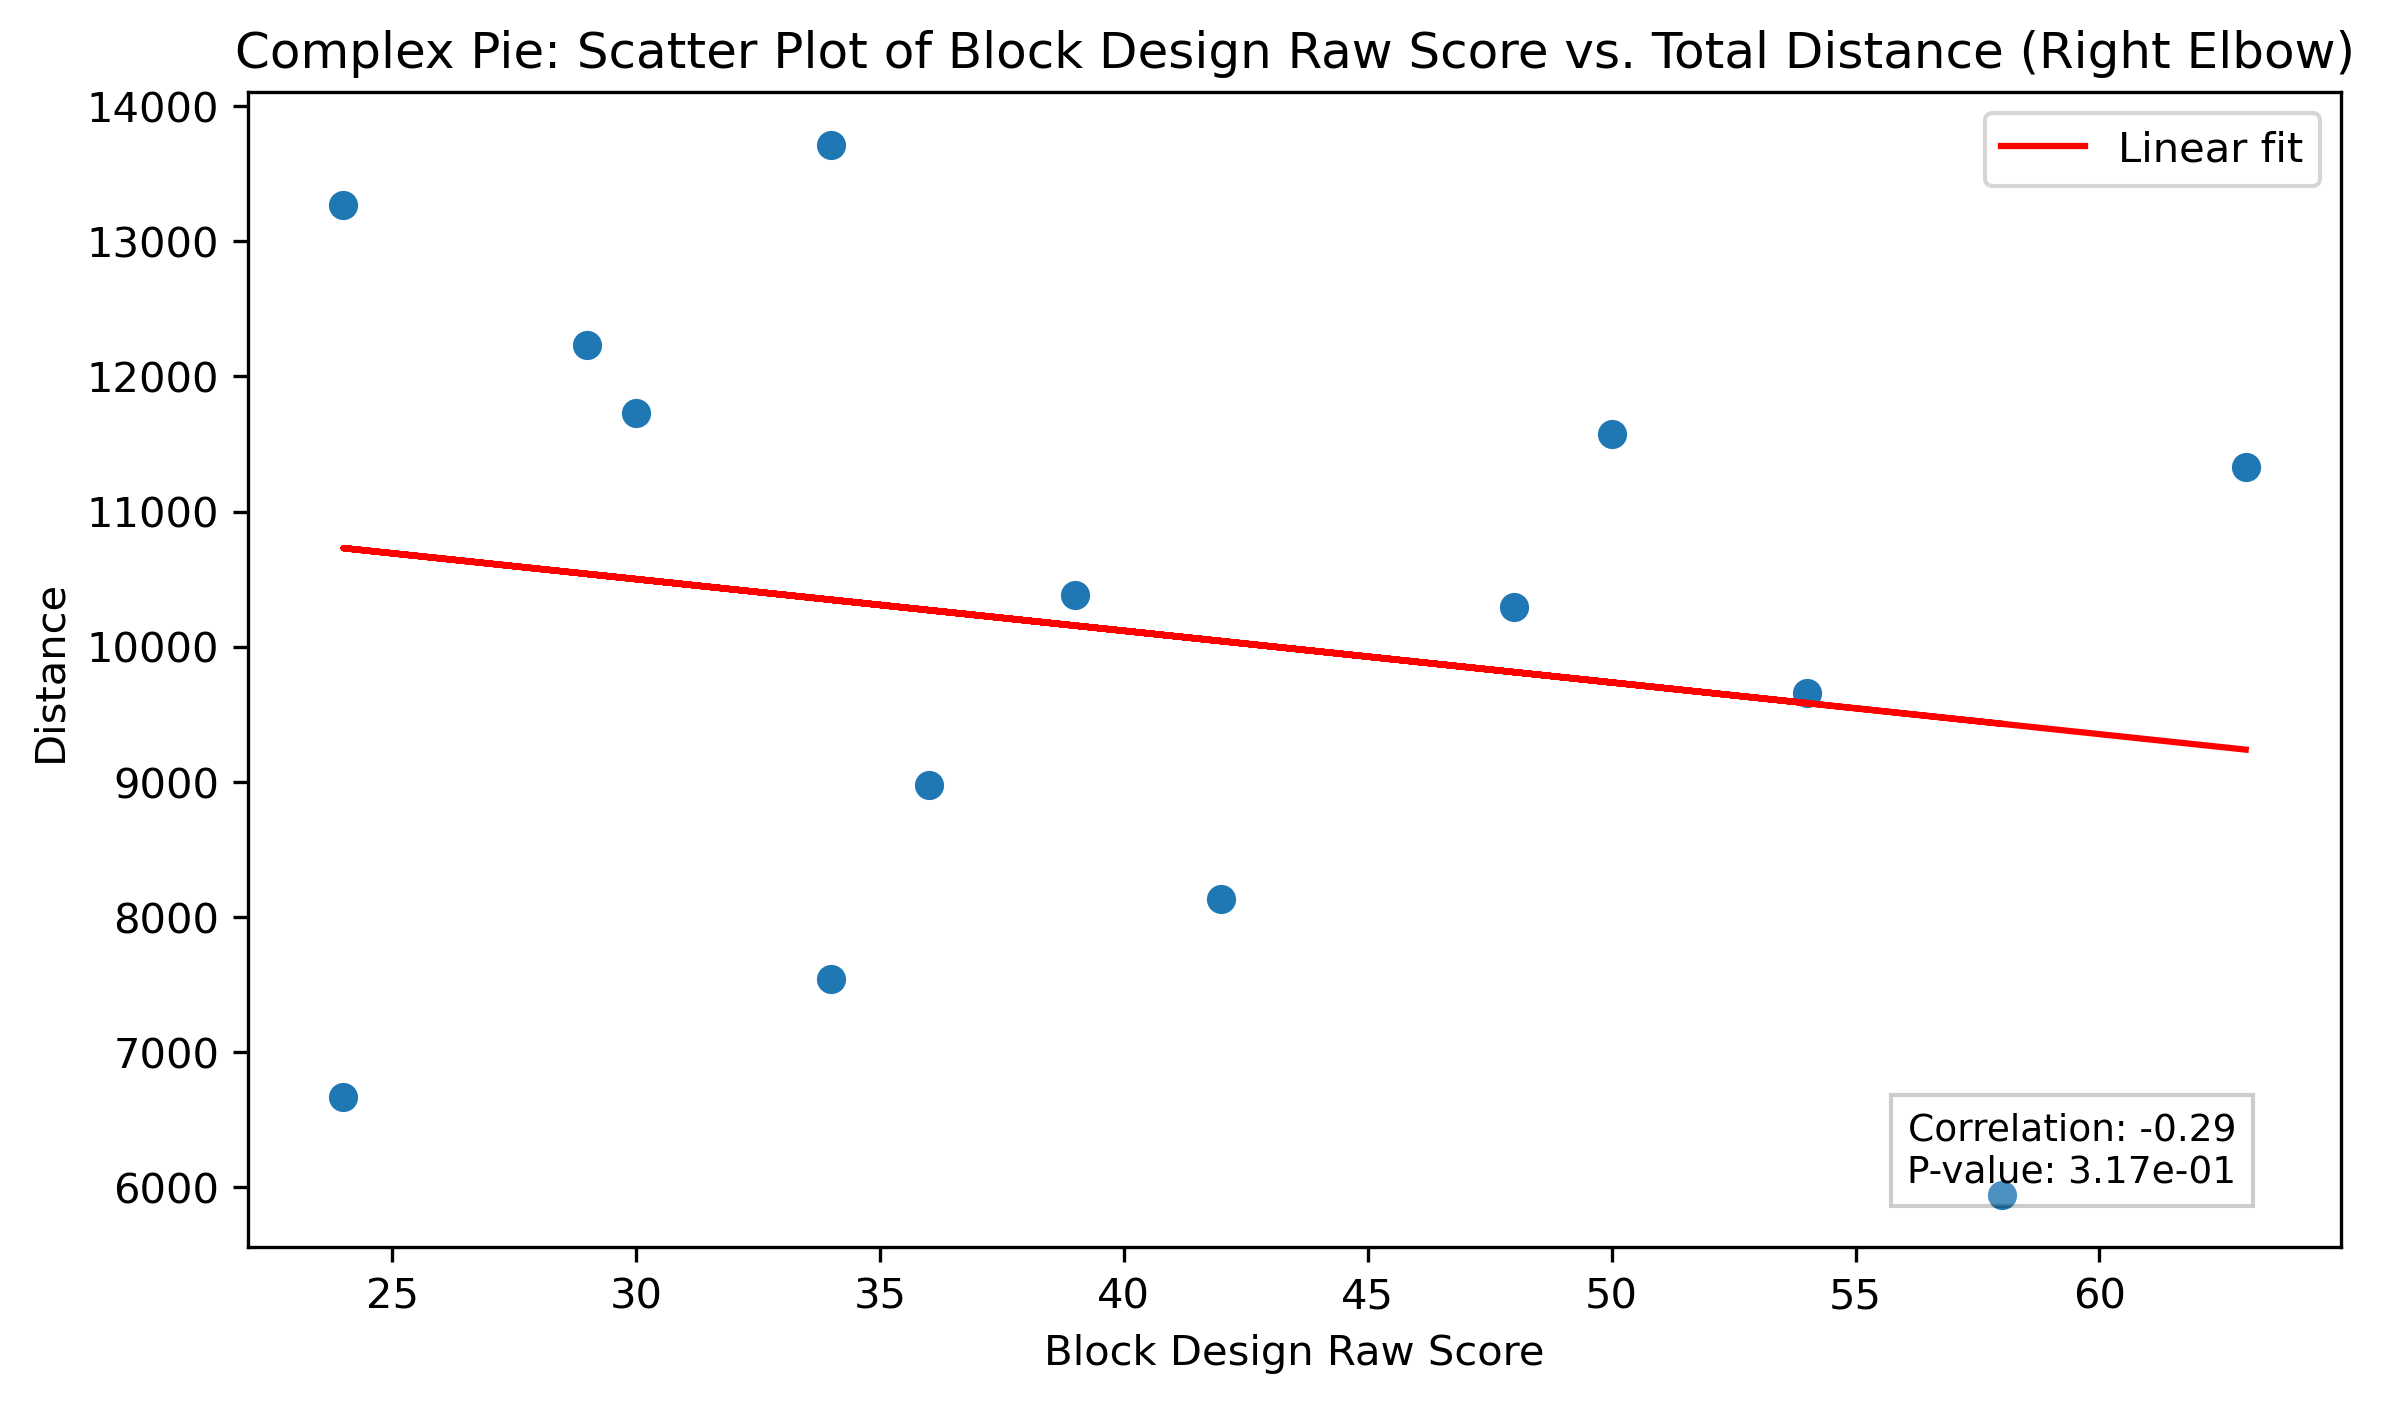 Complex Pie: Scatter Plot of Block Design Raw Score vs. Total Distance (Right Elbow)
14000
13000
12000
11000
10000
9000
8000
7000
6000
Distance
Linear fit
Correlation: -0.29
P-value: 3.17e-01
25 30 35 40 45 50 55 60
Block Design Raw Score